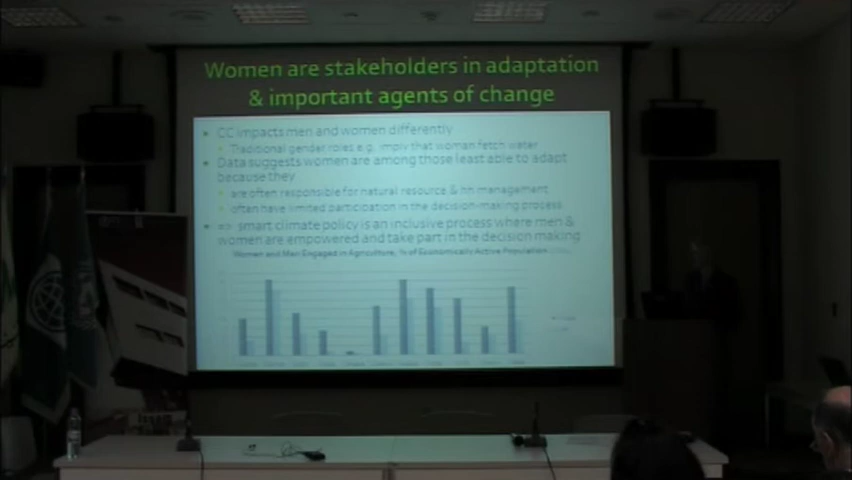 Women are stakeholders in adaptation
& important agents of change
CC impacts men and women differently
Traditional gender roles e.g. imply that woman fetch water
Data suggests women are among those least able to adapt
because they
are often responsible for natural resource & hh management
often have limited participation in the decision-making process
=> smart climate policy is an inclusive process where men &
women are empowered and take part in the decision making
Women and Men Engaged in Agriculture, % of Economically Active Population